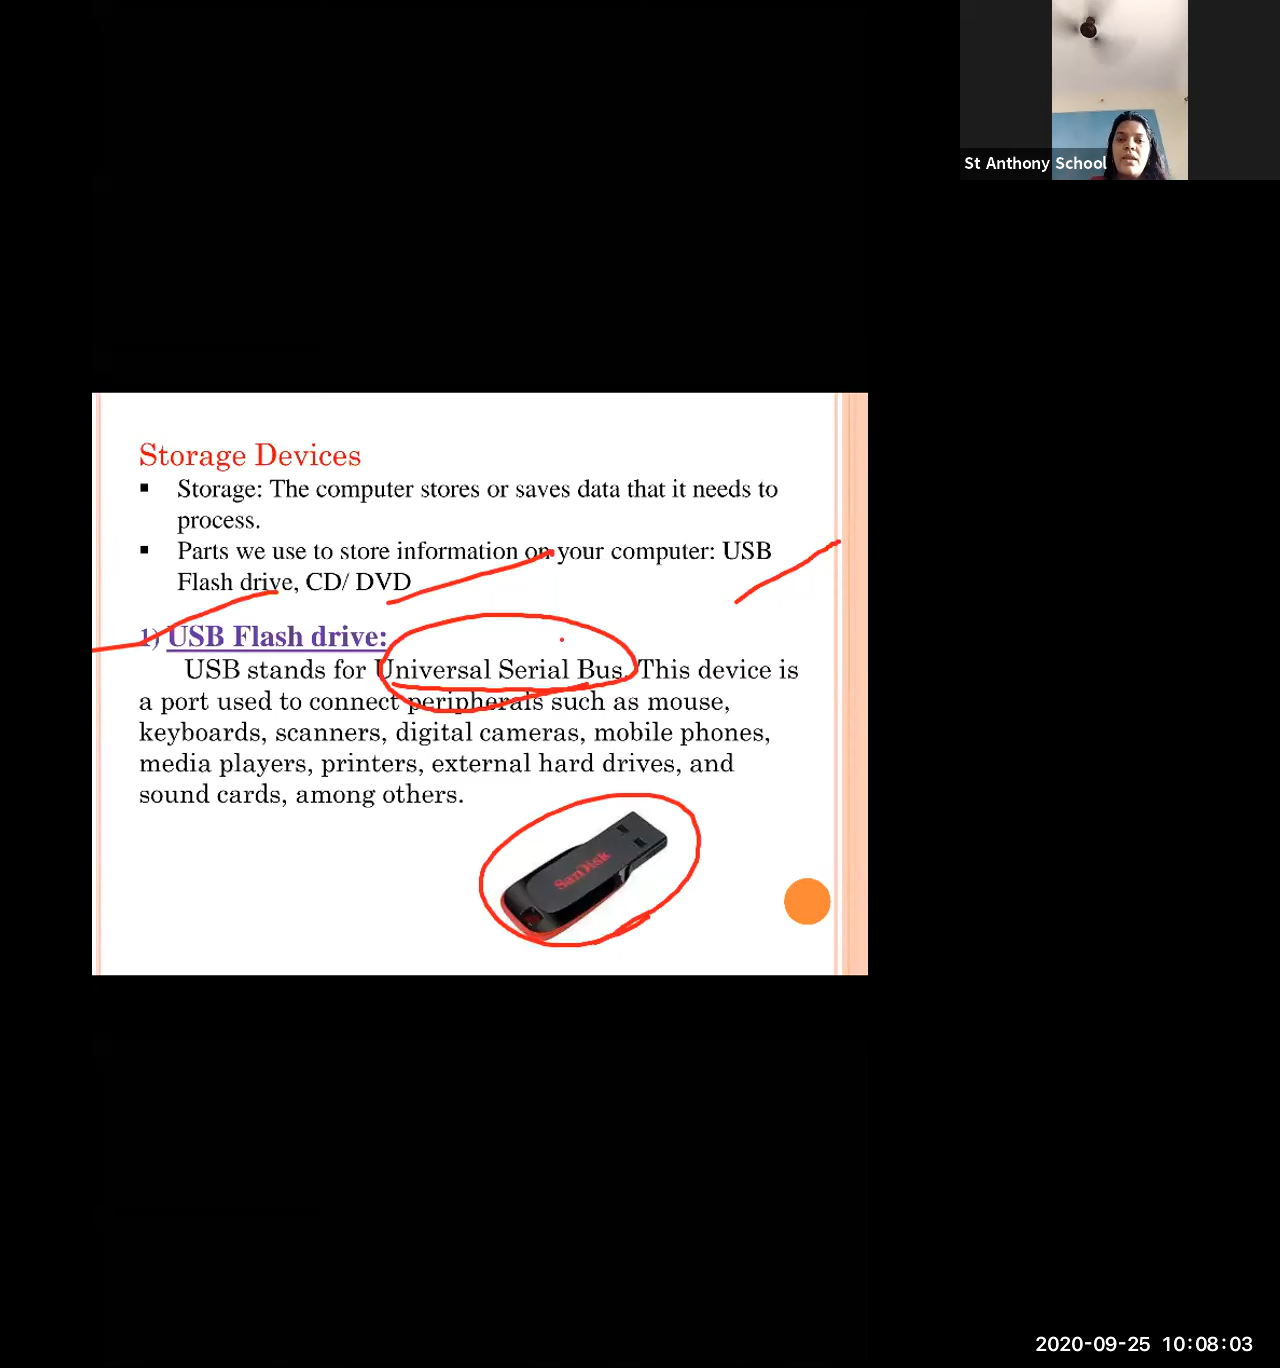 St Anthony School
Storage Devices
▪ Storage: The computer stores or saves data that it needs to
process.
▪ Parts we use to store information on your computer: USB
Flash drive, CD/ DVD
1) USB Flash drive:
USB stands for Universal Serial Bus. This device is
a port used to connect peripherals such as mouse,
keyboards, scanners, digital cameras, mobile phones,
media players, printers, external hard drives, and
sound cards, among others.
SanDisk
2020-09-25 10:08:03